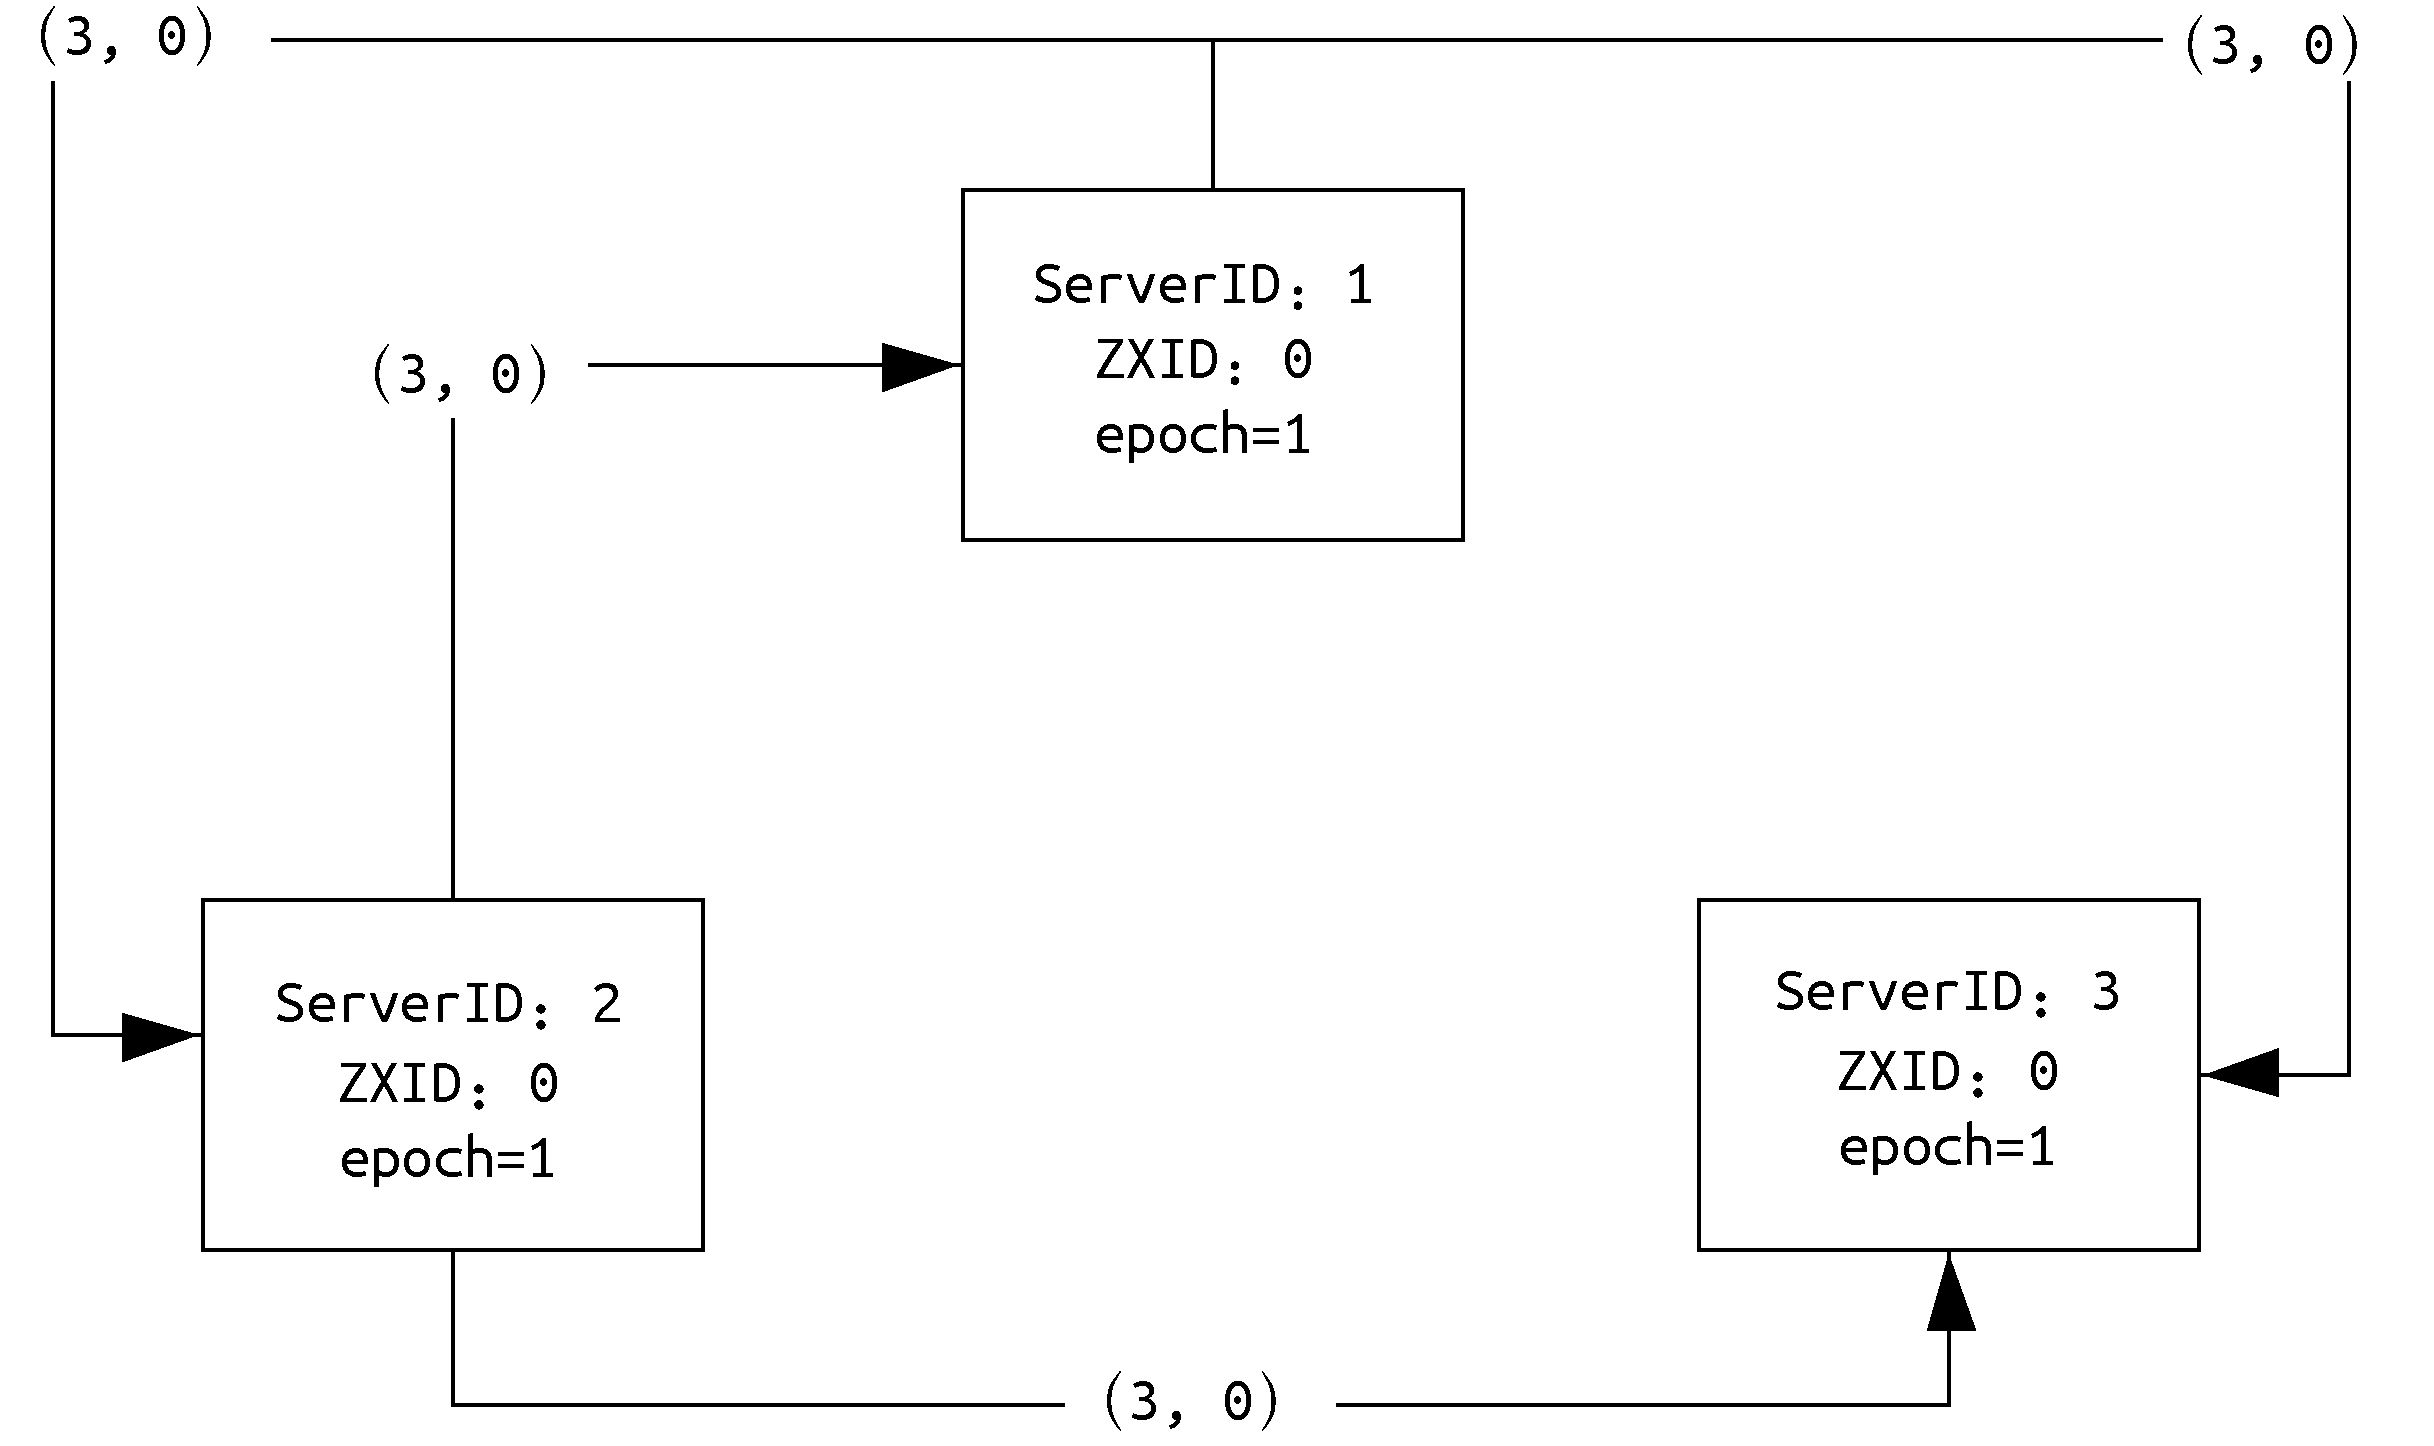 (3, 0)
(3, 0)
ServerID：1
ZXID：0
epoch=1
(3, 0)
ServerID：2
ZXID：0
epoch=1
ServerID：3
ZXID：0
epoch=1
(3, 0)